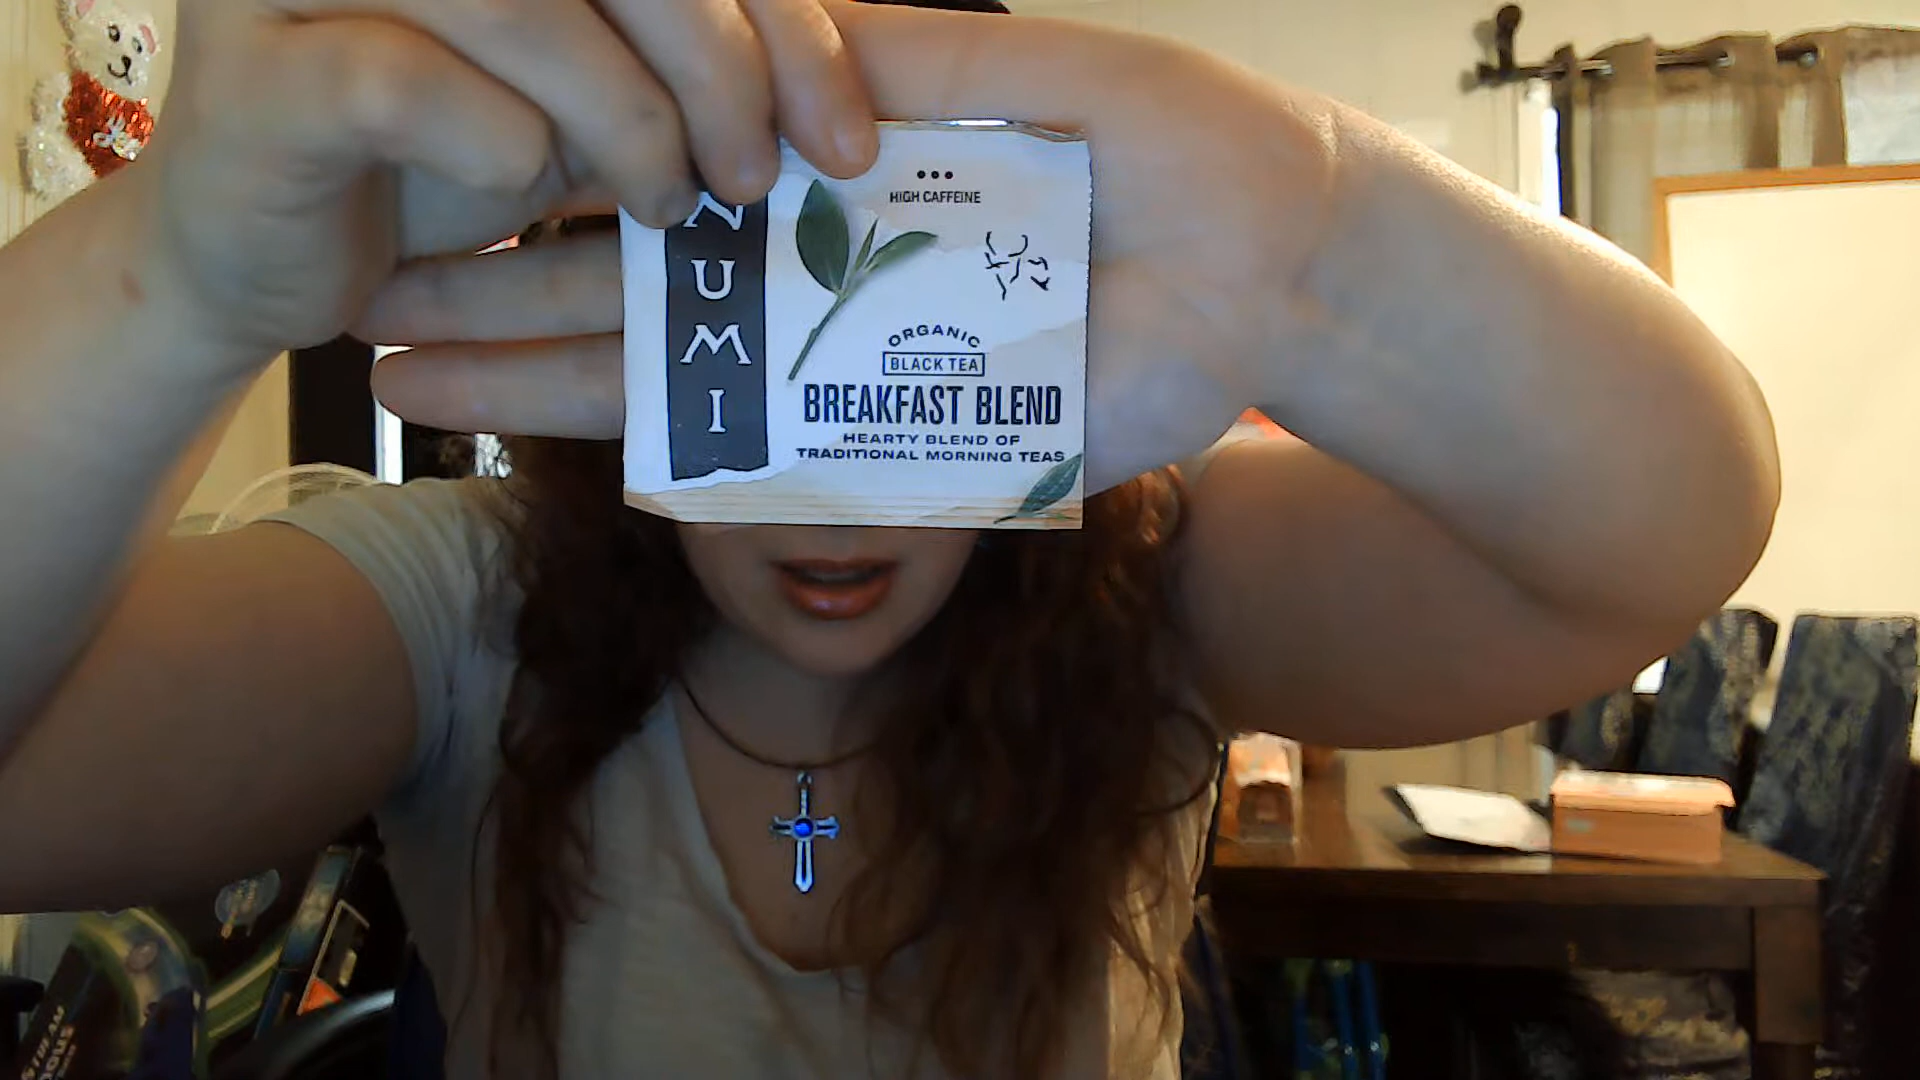 NUMI
HIGH CAFFEINE
ORGANIC
BLACK TEA
BREAKFAST BLEND
HEARTY BLEND OF
TRADITIONAL MORNING TEAS